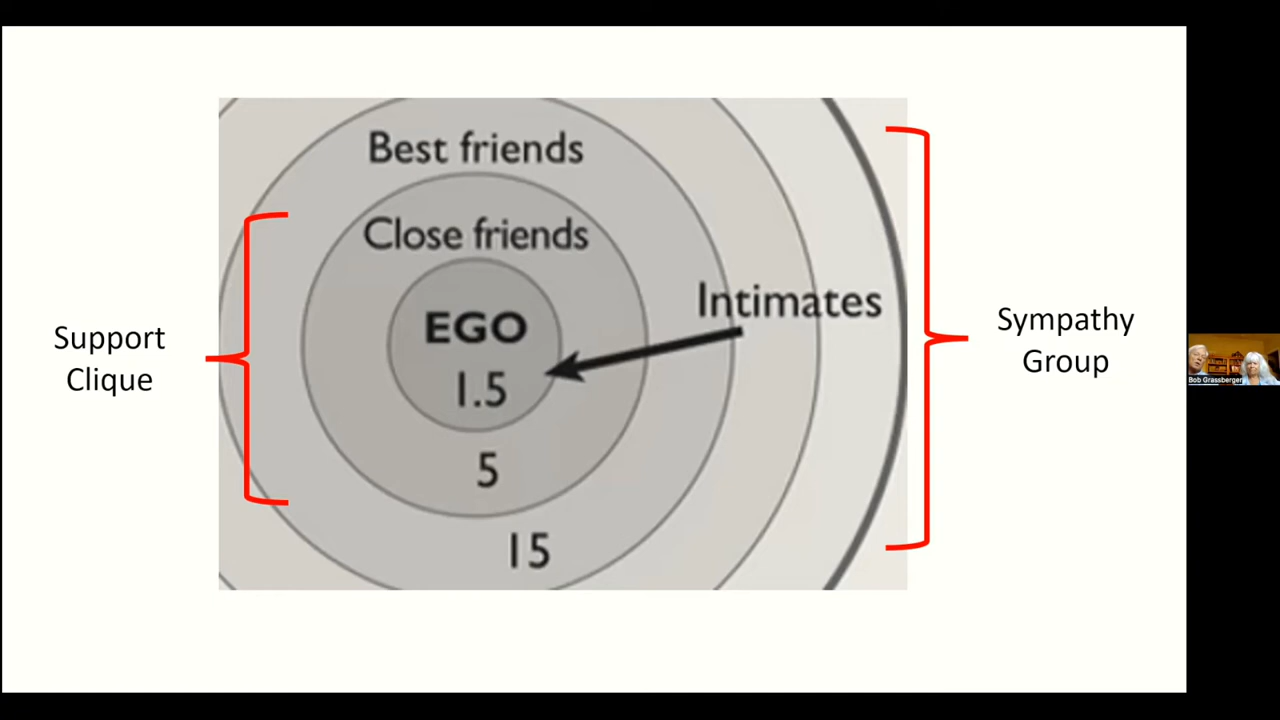 Best friends
Close friends
EGO
1.5
5
15
Intimates
Support
Clique
Sympathy
Group
Bob Grassberger